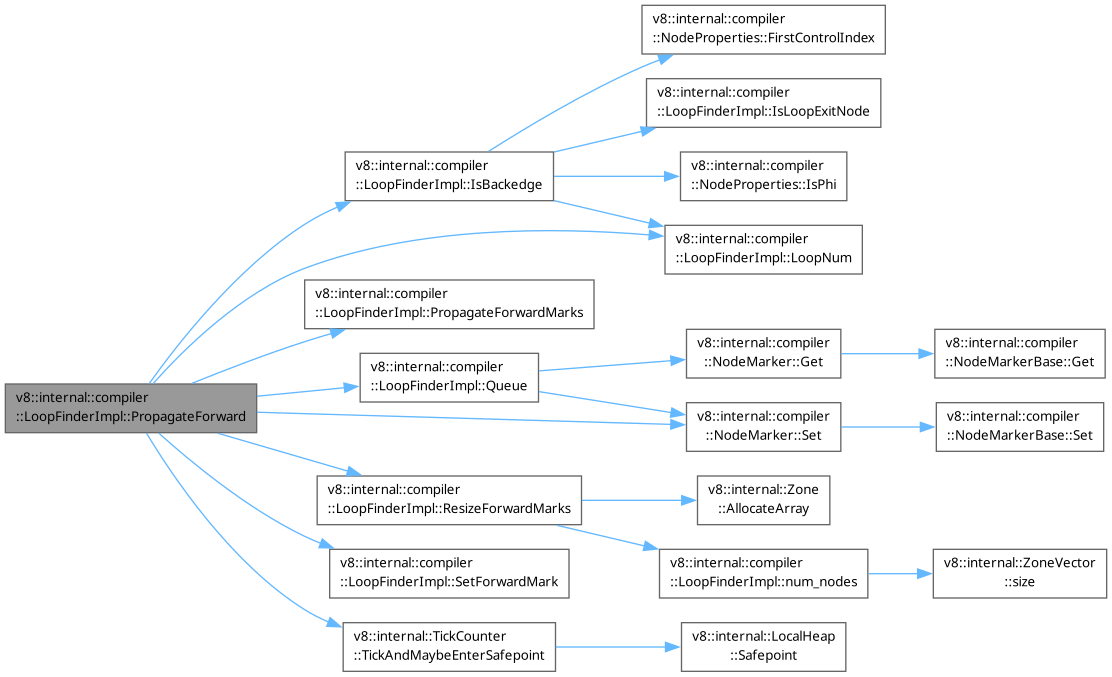 v8::internal::compiler
::NodeProperties::FirstControlIndex
v8::internal::compiler
::LoopFinderImpl::IsLoopExitNode
v8::internal::compiler
::LoopFinderImpl::IsBackedge
v8::internal::compiler
::NodeProperties::IsPhi
v8::internal::compiler
::LoopFinderImpl::LoopNum
v8::internal::compiler
::LoopFinderImpl::PropagateForwardMarks
v8::internal::compiler
::NodeMarker::Get
v8::internal::compiler
::NodeMarkerBase::Get
v8::internal::compiler
::LoopFinderImpl::Queue
v8::internal::compiler
::LoopFinderImpl::PropagateForward
v8::internal::compiler
::NodeMarker::Set
v8::internal::compiler
::NodeMarkerBase::Set
v8::internal::compiler
::LoopFinderImpl::ResizeForwardMarks
v8::internal::Zone
::AllocateArray
v8::internal::compiler
::LoopFinderImpl::SetForwardMark
v8::internal::compiler
::LoopFinderImpl::num_nodes
v8::internal::ZoneVector
::size
v8::internal::TickCounter
::TickAndMaybeEnterSafepoint
v8::internal::LocalHeap
::Safepoint